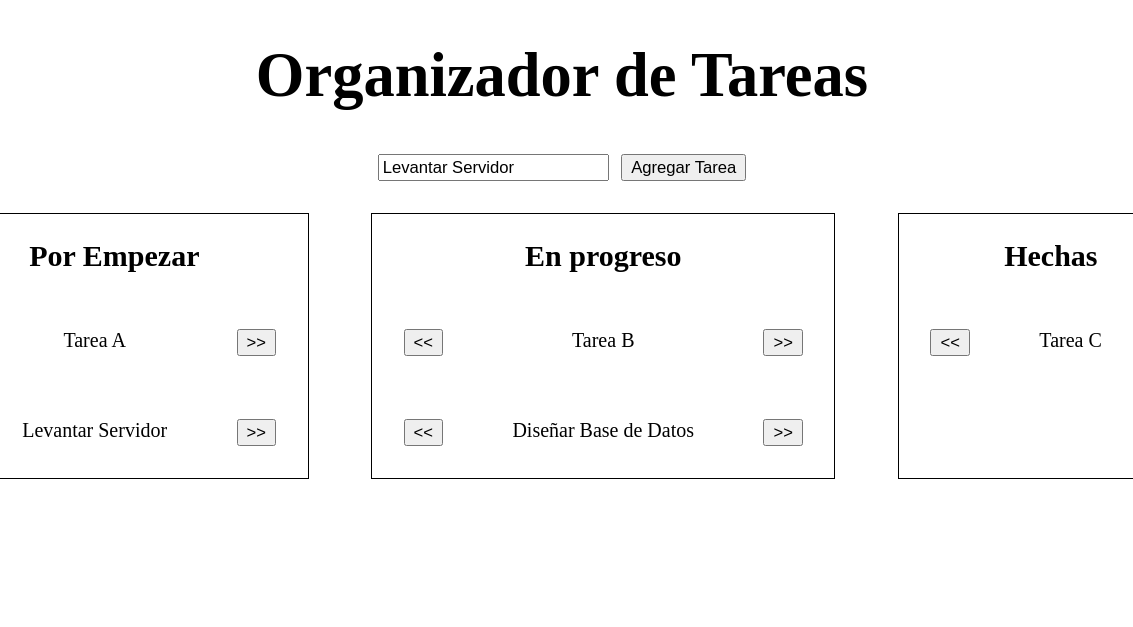 Organizador de Tareas
Levantar Servidor Agregar Tarea
Por Empezar
Tarea A >>
Levantar Servidor >>
En progreso
<< Tarea B >>
<< Diseñar Base de Datos >>
Hechas
<< Tarea C